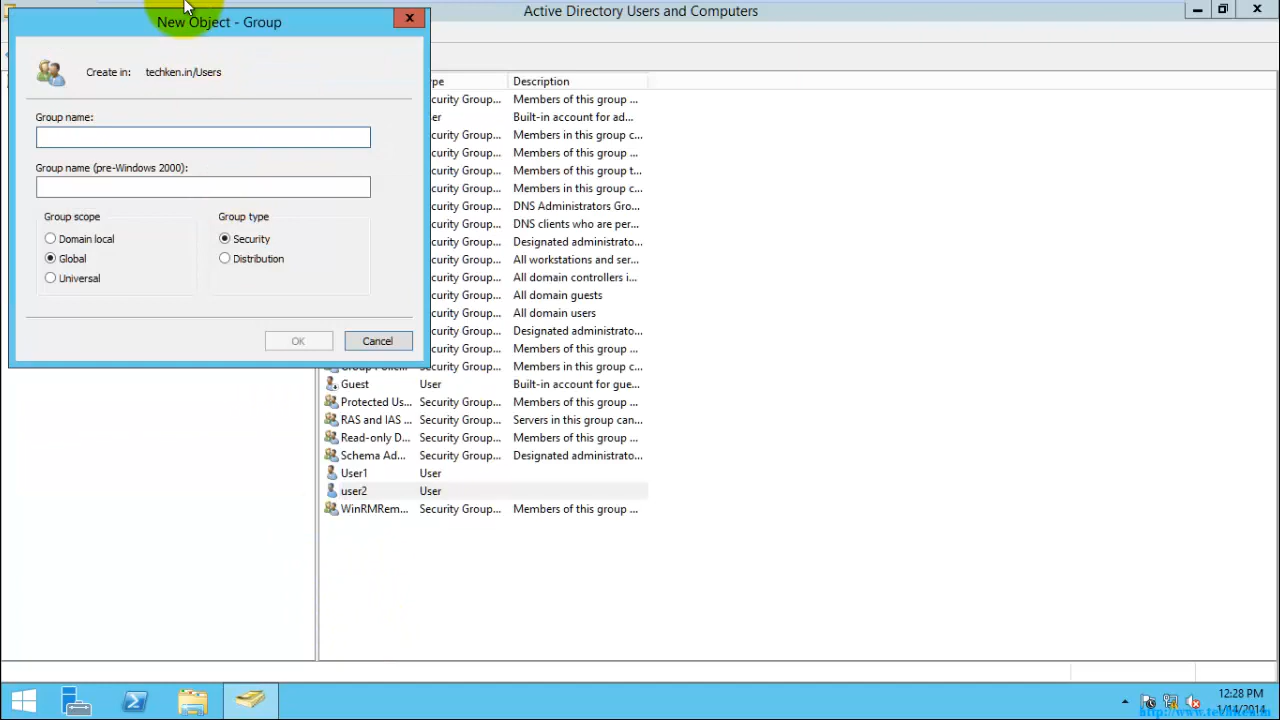 New Object - Group
Active Directory Users and Computers
Create in: techken.in/Users
Group name:
Group name (pre-Windows 2000):
Group scope
Domain local
Global
Universal
Group type
Security
Distribution
OK
Cancel
ype Description
curity Group... Members of this group ...
er Built-in account for ad...
curity Group... Members in this group c...
curity Group... Members of this group ...
curity Group... Members of this group t...
curity Group... Members in this group c...
curity Group... DNS Administrators Gro...
curity Group... DNS clients who are per...
curity Group... Designated administrato...
curity Group... All workstations and ser...
curity Group... All domain controllers i...
curity Group... All domain guests
curity Group... All domain users
curity Group... Designated administrato...
curity Group... Members of this group ...
Group Polic... Security Group... Members in this group c...
Guest User Built-in account for gue...
Protected Us... Security Group... Members of this group ...
RAS and IAS ... Security Group... Servers in this group can...
Read-only D... Security Group... Members of this group ...
Schema Ad... Security Group... Designated administrato...
User1 User
user2 User
WinRMRem... Security Group... Members of this group ...
12:28 PM
1/14/2014
http://www.techken.in